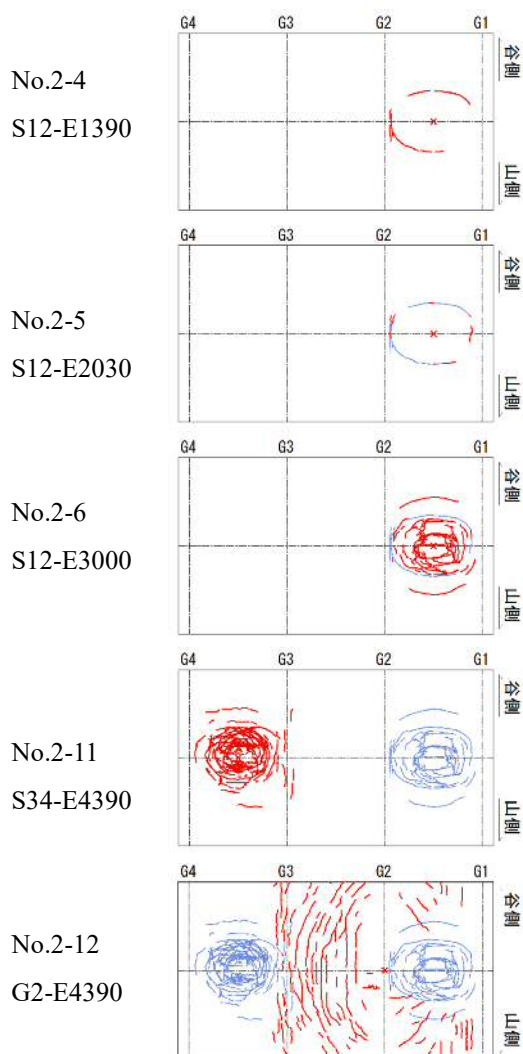 G4 G3 G2 G1
No.2-4
S12-E1390
谷側
山側
G4 G3 G2 G1
No.2-5
S12-E2030
谷側
山側
G4 G3 G2 G1
No.2-6
S12-E3000
谷側
山側
G4 G3 G2 G1
No.2-11
S34-E4390
谷側
山側
G4 G3 G2 G1
No.2-12
G2-E4390
谷側
山側